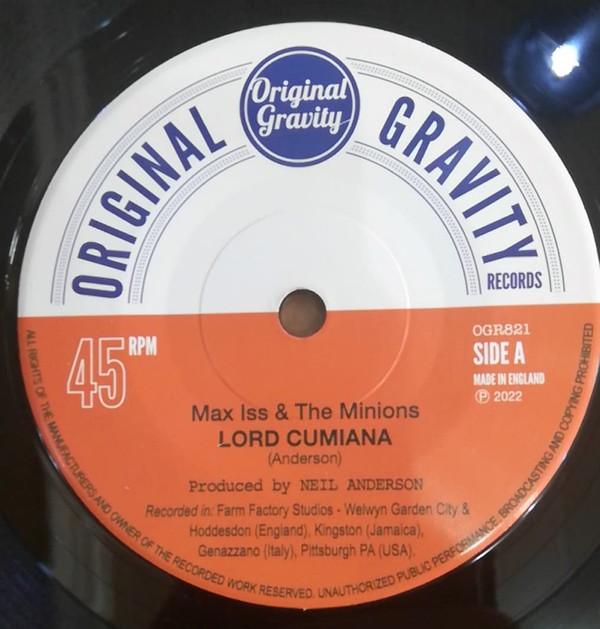 Original
Gravity
ORIGINAL GRAVITY
RECORDS
45 RPM
OGR821
SIDE A
MADE IN ENGLAND
℗ 2022
Max Iss & The Minions
LORD CUMIANA
(Anderson)
Produced by NEIL ANDERSON
Recorded in: Farm Factory Studios - Welwyn Garden City &
Hoddesdon (England), Kingston (Jamaica),
Genazzano (Italy), Pittsburgh PA (USA).
ALL RIGHTS OF THE MANUFACTURERS AND OWNER OF THE RECORDED WORK RESERVED. UNAUTHORIZED PUBLIC PERFORMANCE, BROADCASTING AND COPYING PROHIBITED